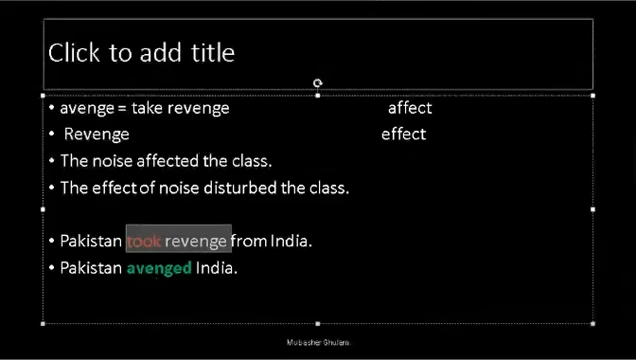 Click to add title
• avenge = take revenge affect
• Revenge effect
• The noise affected the class.
• The effect of noise disturbed the class.
• Pakistan took revenge from India.
• Pakistan avenged India.
Mubasher Ghulam